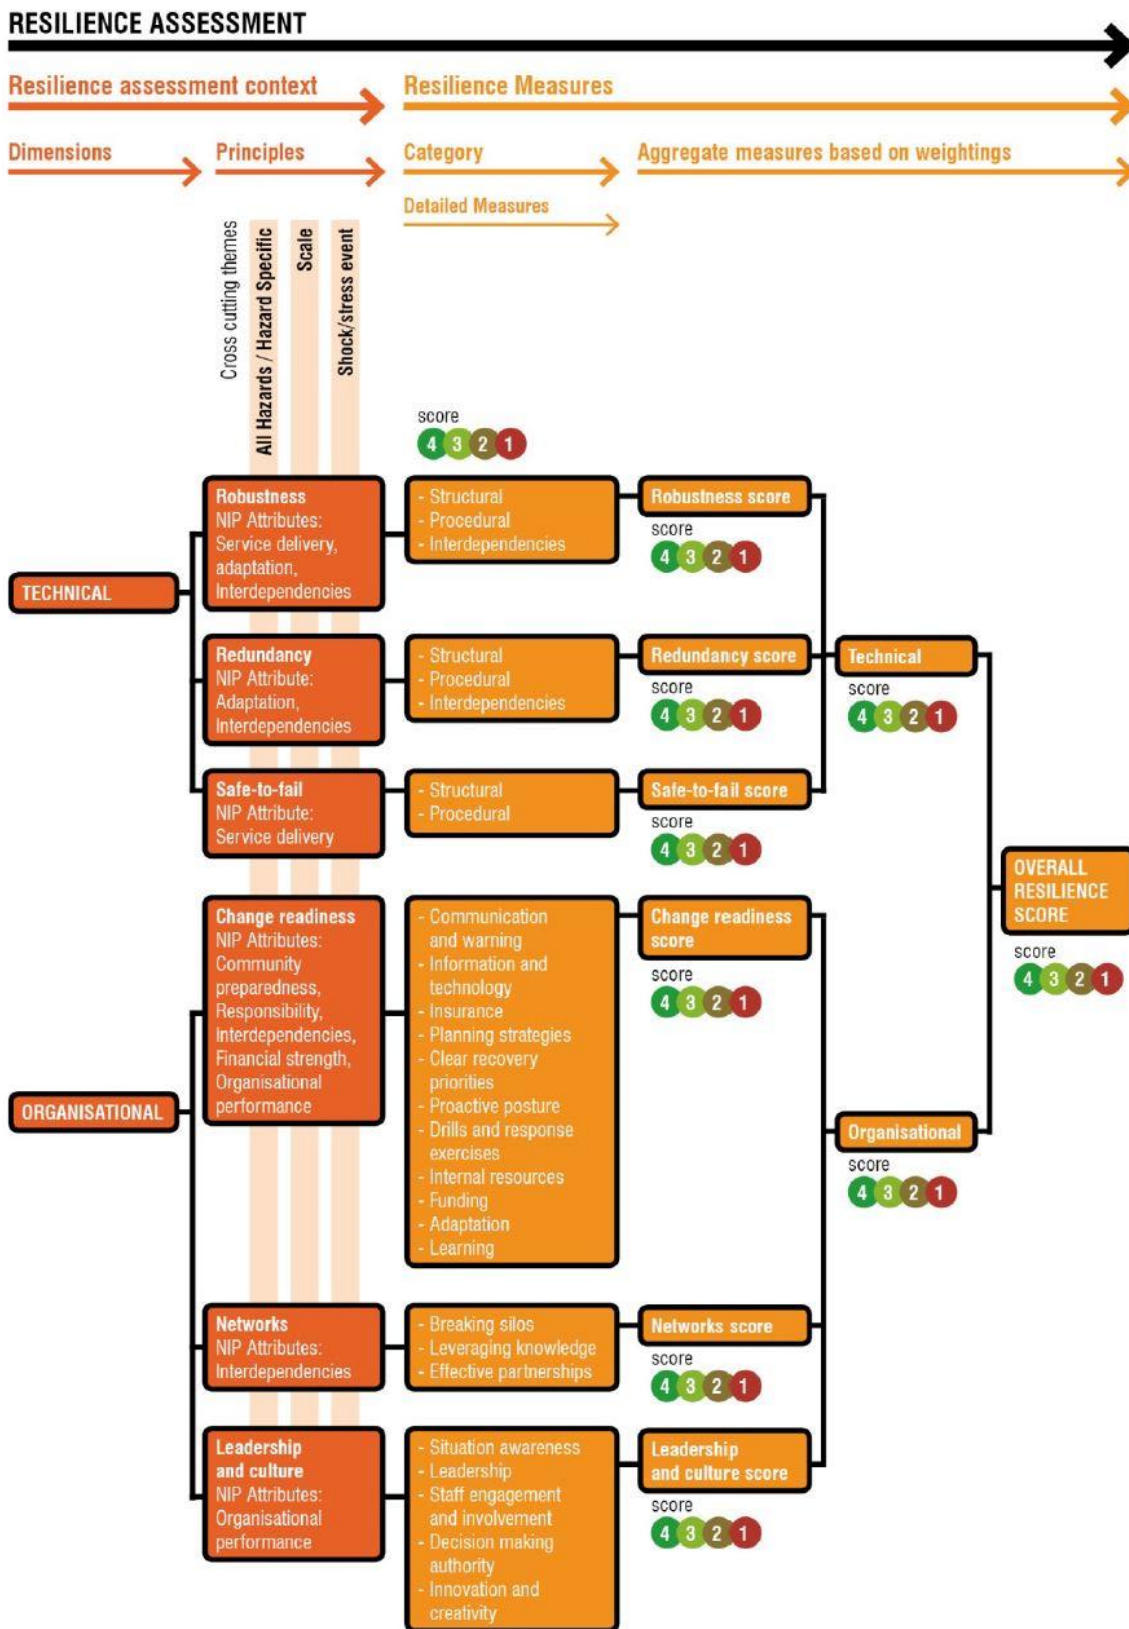 RESILIENCE ASSESSMENT
Resilience assessment context
Resilience Measures
Dimensions
Principles
Category
Aggregate measures based on weightings
Detailed Measures
Cross cutting themes
All Hazards / Hazard Specific
Scale
Shock/stress event
score
4 3 2 1
TECHNICAL
Robustness
NIP Attributes:
Service delivery,
adaptation,
Interdependencies
- Structural
- Procedural
- Interdependencies
Robustness score
score
4 3 2 1
Redundancy
NIP Attribute:
Adaptation,
Interdependencies
- Structural
- Procedural
- Interdependencies
Redundancy score
score
4 3 2 1
Technical
score
4 3 2 1
Safe-to-fail
NIP Attribute:
Service delivery
- Structural
- Procedural
Safe-to-fail score
score
4 3 2 1
OVERALL
RESILIENCE
SCORE
score
4 3 2 1
ORGANISATIONAL
Change readiness
NIP Attributes:
Community
preparedness,
Responsibility,
Interdependencies,
Financial strength,
Organisational
performance
- Communication
and warning
- Information and
technology
- Insurance
- Planning strategies
- Clear recovery
priorities
- Proactive posture
- Drills and response
exercises
- Internal resources
- Funding
- Adaptation
- Learning
Change readiness
score
score
4 3 2 1
Organisational
score
4 3 2 1
Networks
NIP Attributes:
Interdependencies
- Breaking silos
- Leveraging knowledge
- Effective partnerships
Networks score
score
4 3 2 1
Leadership
and culture
NIP Attributes:
Organisational
performance
- Situation awareness
- Leadership
- Staff engagement
and involvement
- Decision making
authority
- Innovation and
creativity
Leadership
and culture score
score
4 3 2 1